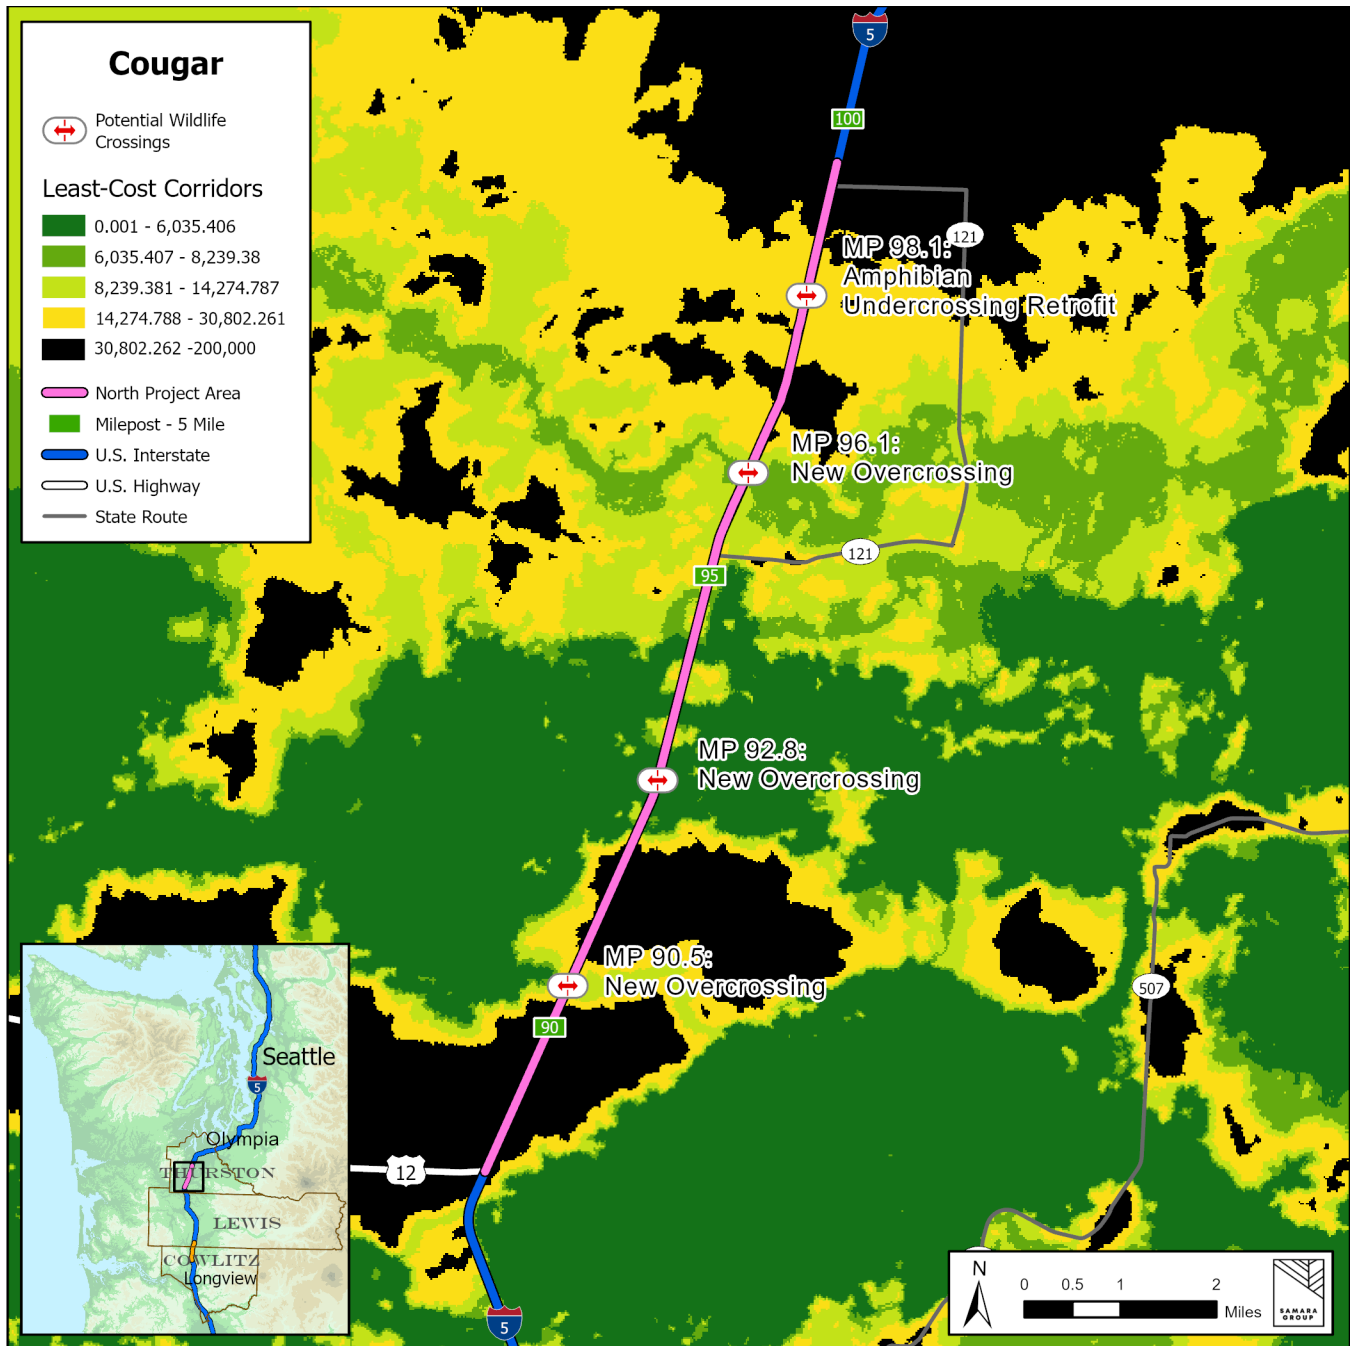 Cougar
Potential Wildlife
Crossings
Least-Cost Corridors
0.001 - 6,035.406
6,035.407 - 8,239.38
8,239.381 - 14,274.787
14,274.788 - 30,802.261
30,802.262 -200,000
North Project Area
Milepost - 5 Mile
U.S. Interstate
U.S. Highway
State Route
5
100
121
MP 98.1:
Amphibian
Undercrossing Retrofit
MP 96.1:
New Overcrossing
121
95
MP 92.8:
New Overcrossing
MP 90.5:
New Overcrossing
507
90
12
5
Seattle
5
Olympia
THURSTON
LEWIS
COWLITZ
Longview
N
0 0.5 1 2
Miles
SAMARA
GROUP